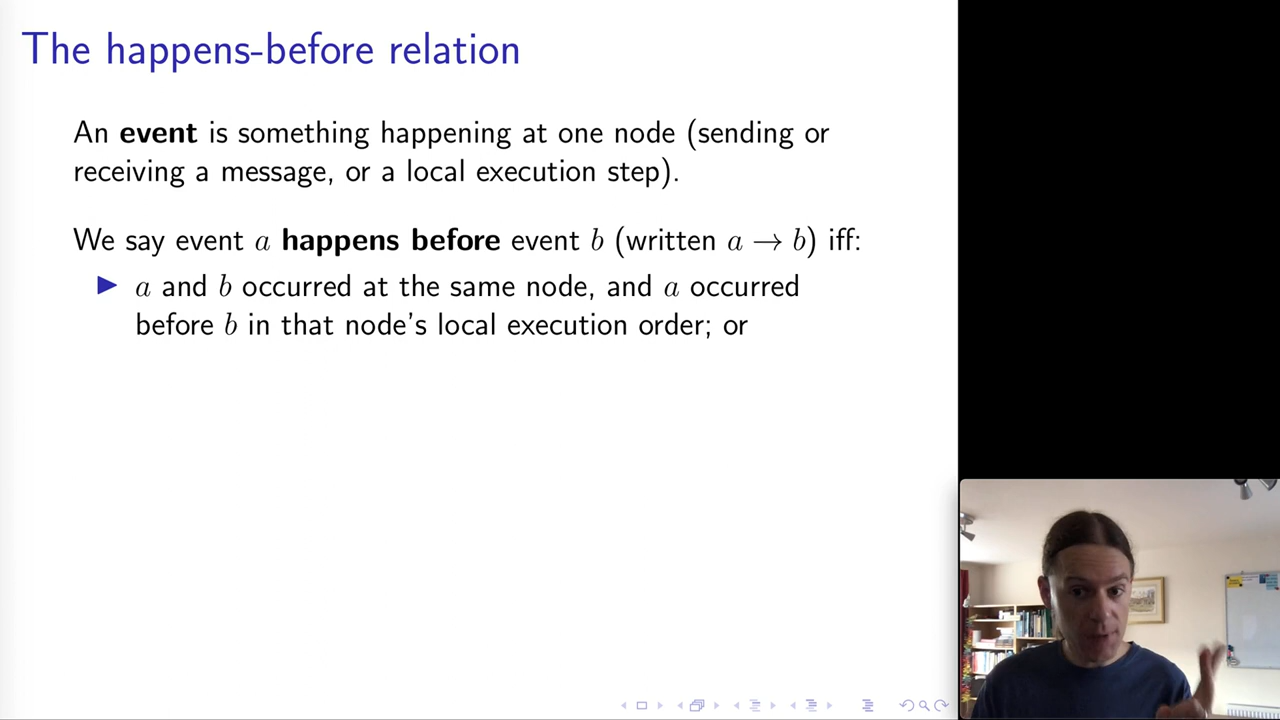 The happens-before relation
An event is something happening at one node (sending or
receiving a message, or a local execution step).
We say event a happens before event b (written a → b) iff:
▶ a and b occurred at the same node, and a occurred
before b in that node's local execution order; or